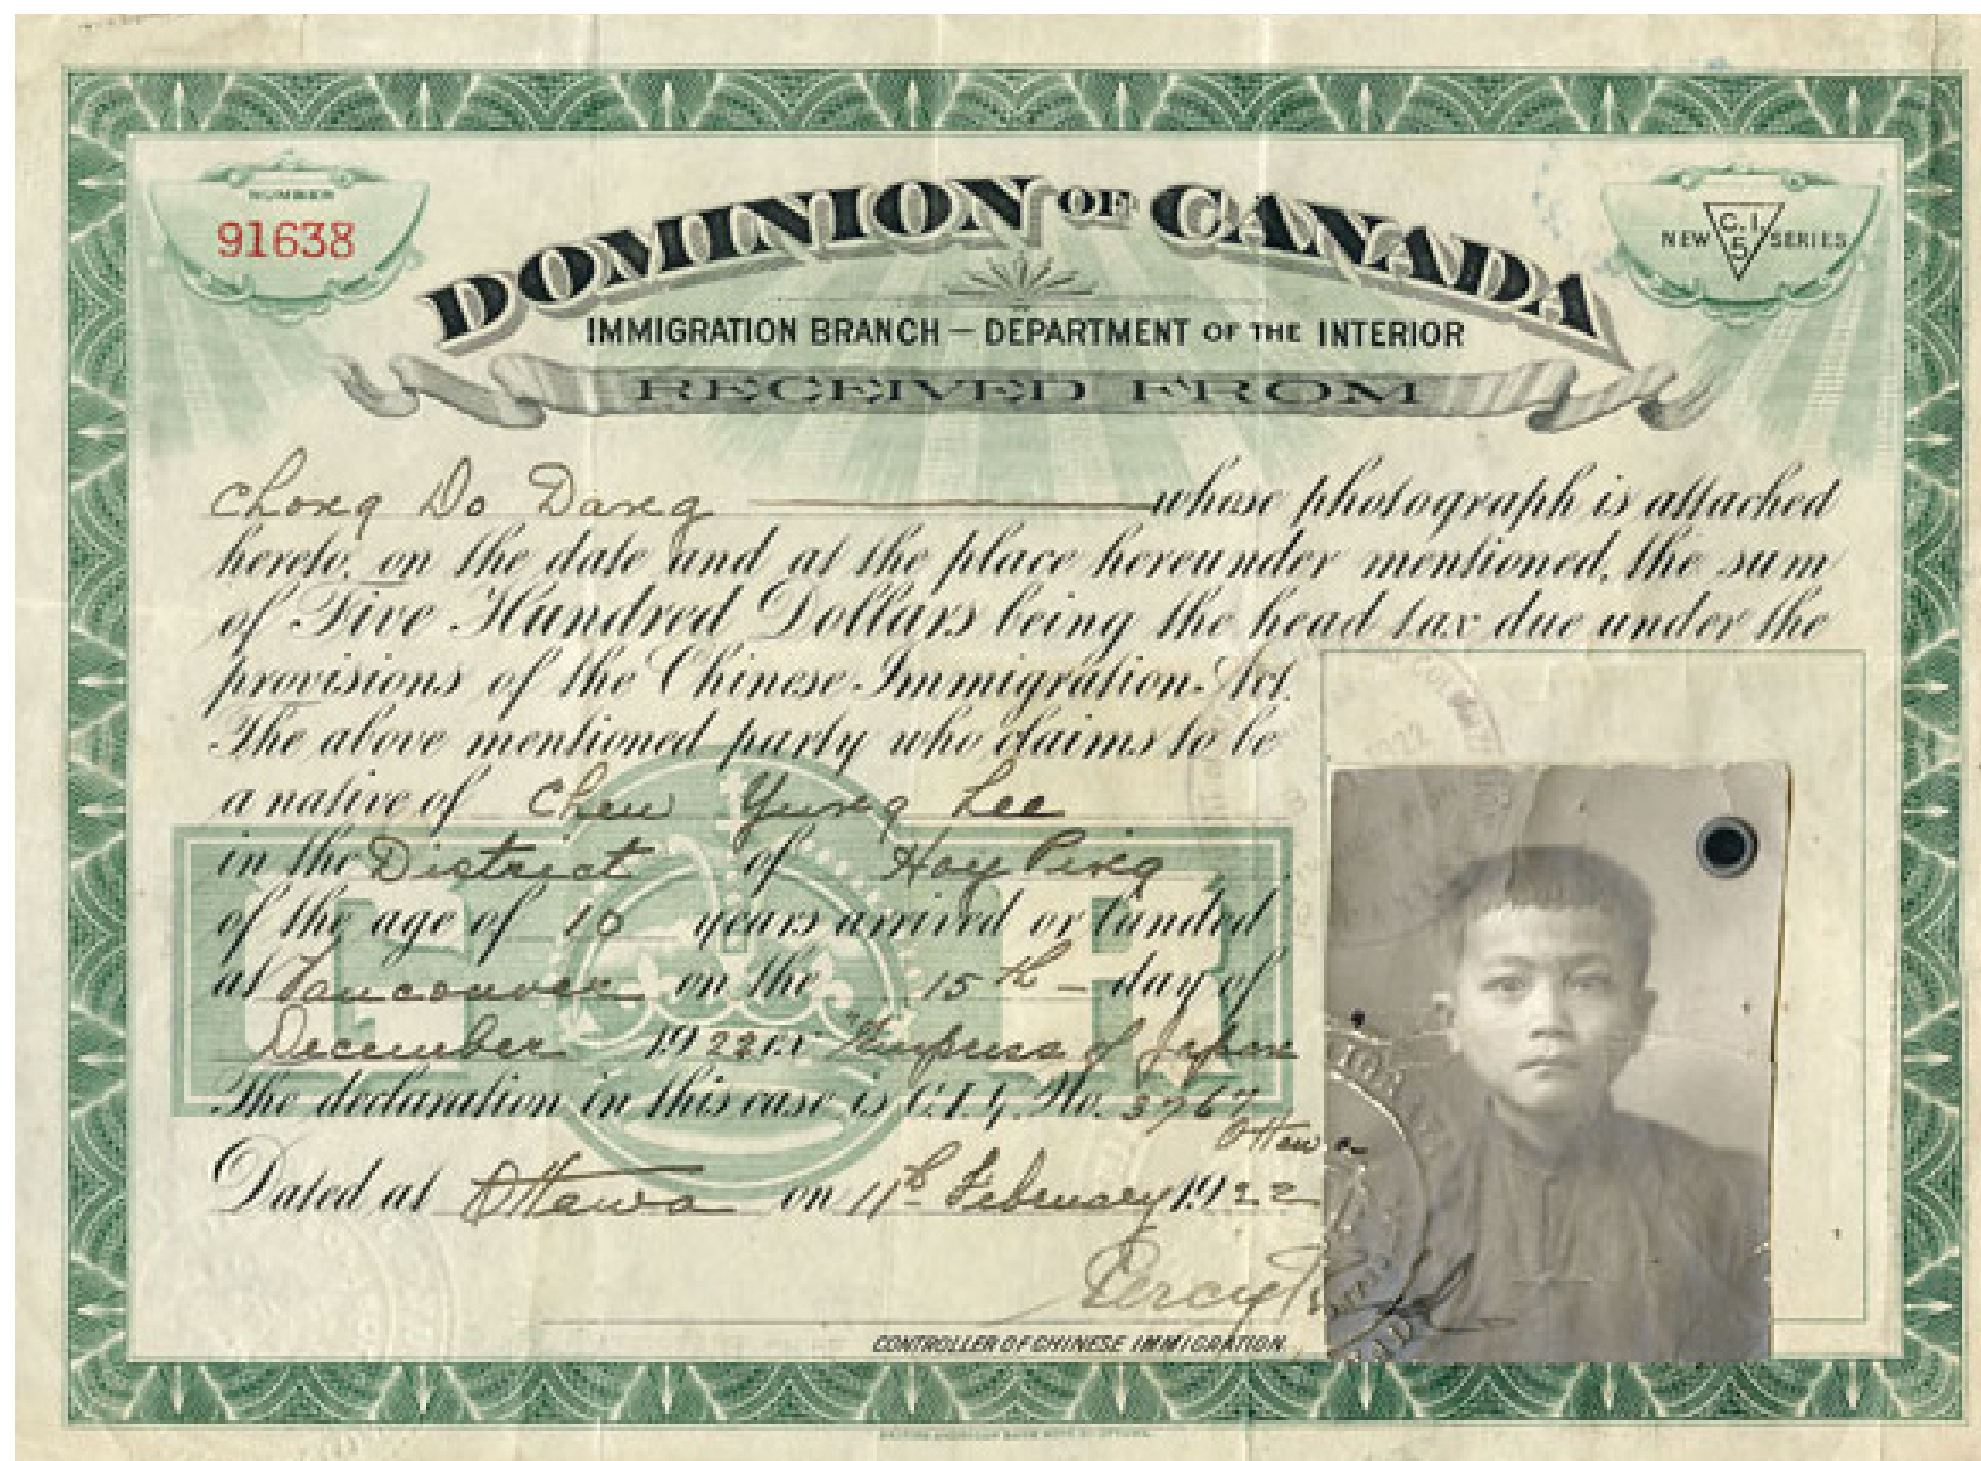 NUMBER
91638
DOMINION OF CANADA
NEW C.I. 5 SERIES
IMMIGRATION BRANCH — DEPARTMENT OF THE INTERIOR
RECEIVED FROM
Chong Do Dang ——— whose photograph is attached
hereto, on the date and at the place hereunder mentioned, the sum
of Five Hundred Dollars being the head tax due under the
provisions of the Chinese Immigration Act.
The above mentioned party who claims to be
a native of Chew Yung Lee
in the District of Hoy Ping
of the age of 10 years arrived or landed
at Vancouver on the 15th — day of
December 1922 ex "Empress of Japan
The declaration in this case is C.I.4. No. 3767
Ottawa
Dated at Ottawa on 11th February 1922
Percy
CONTROLLER OF CHINESE IMMIGRATION
G R